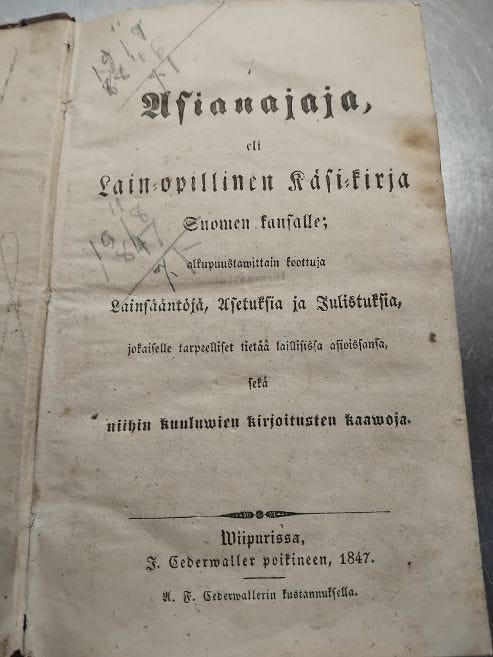 Asianajaja,
eli
Lain-opillinen Käsi-kirja
Suomen kansalle;
alkupuustawittain koottuja
Lainsääntöjä, Asetuksia ja Julistuksia,
jokaiselle tarpeelliset tietää laillisissa asioissansa,
sekä
niihin kuuluwien kirjoitusten kaawoja.
Wiipurissa,
J. Cederwaller poikineen, 1847.
A. F. Cederwallerin kustannuksella.